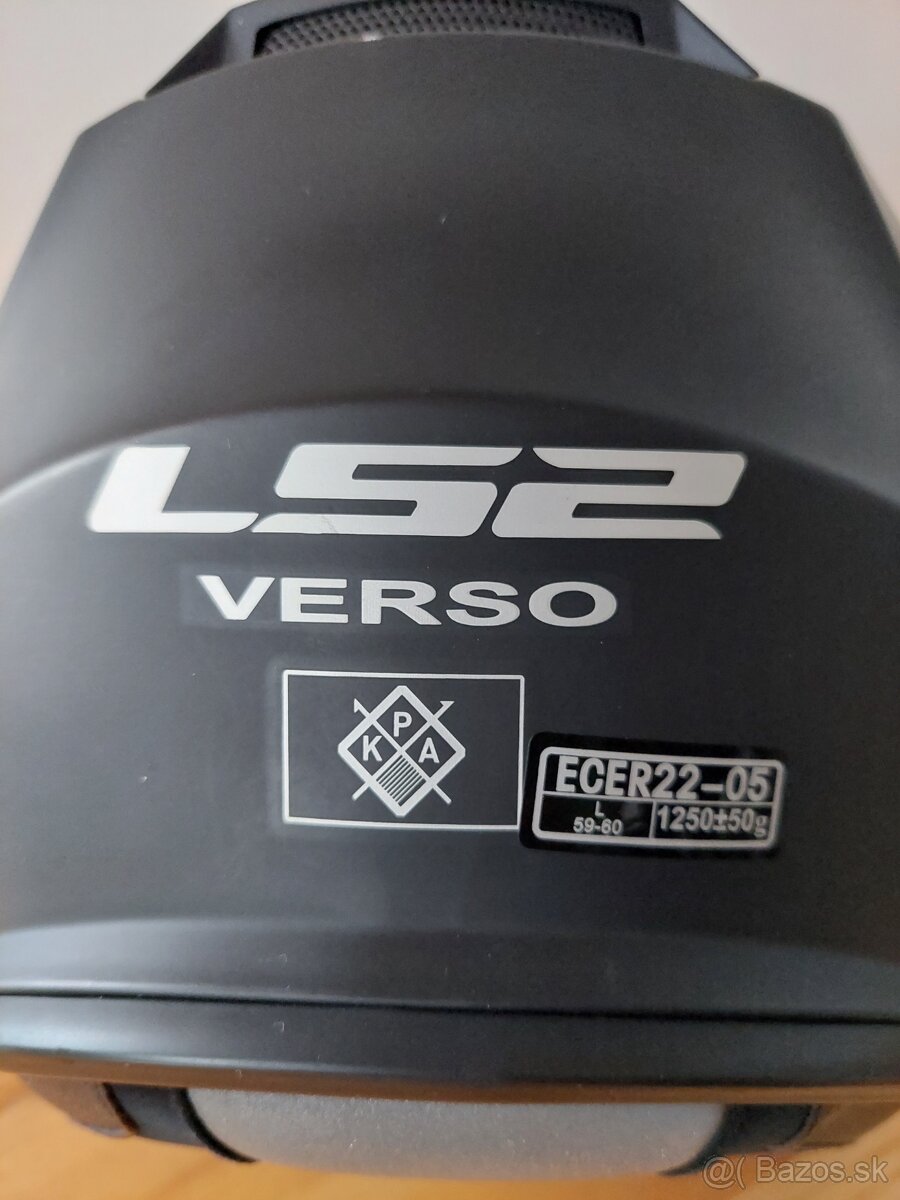 LS2
VERSO
P
K A
ECER22-05
L
59-60
1250±50g
@( Bazos.sk